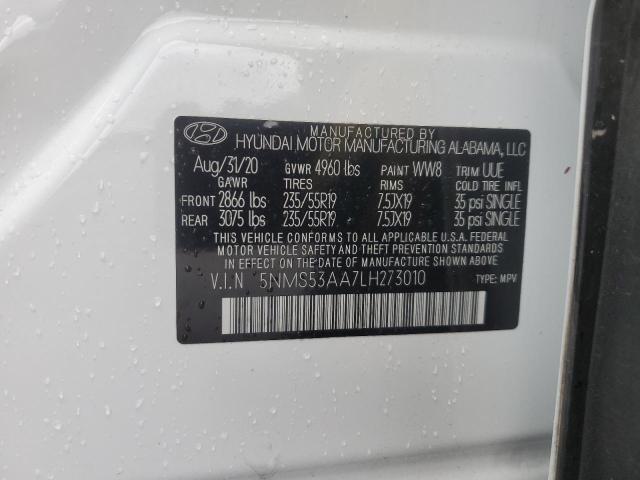 MANUFACTURED BY
HYUNDAI MOTOR MANUFACTURING ALABAMA, LLC
Aug/31/20 GVWR 4960 lbs PAINT WW8 TRIM UUE
GAWR TIRES RIMS COLD TIRE INFL
FRONT 2866 lbs 235/55R19 7.5JX19 35 psi SINGLE
REAR 3075 lbs 235/55R19 7.5JX19 35 psi SINGLE
THIS VEHICLE CONFORMS TO ALL APPLICABLE U.S.A. FEDERAL
MOTOR VEHICLE SAFETY AND THEFT PREVENTION STANDARDS
IN EFFECT ON THE DATE OF MANUFACTURE SHOWN ABOVE.
V.I.N 5NMS53AA7LH273010 TYPE: MPV